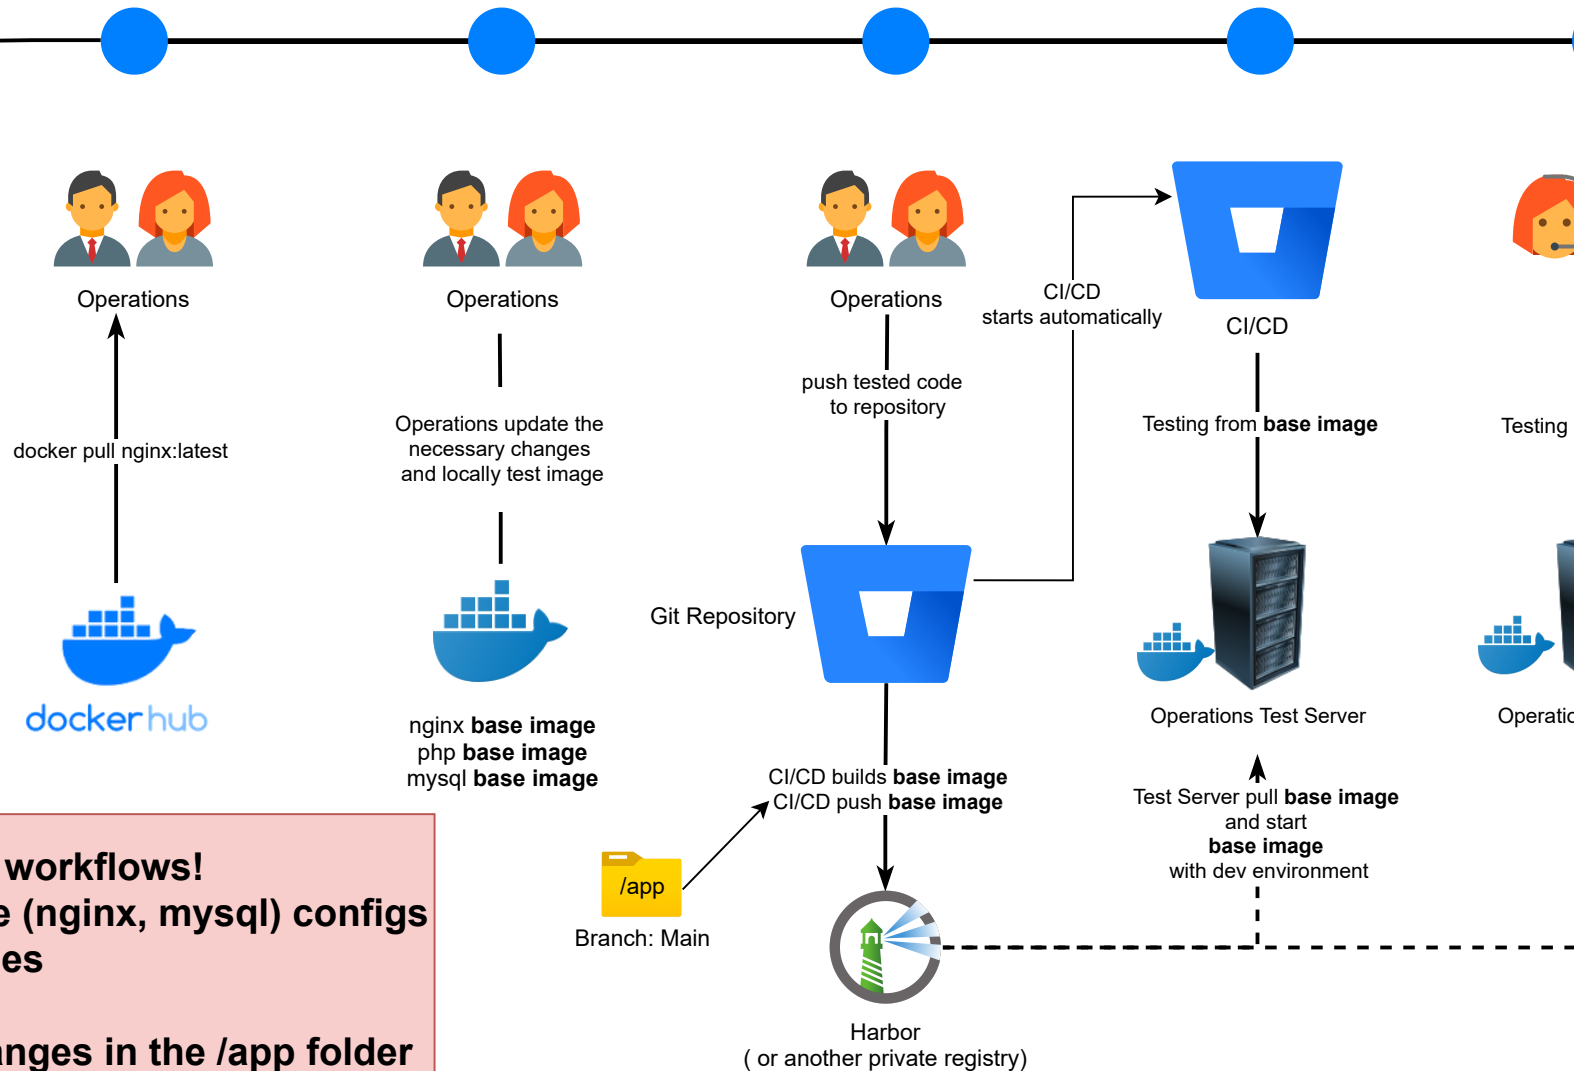 Operations
docker pull nginx:latest
dockerhub
Operations
Operations update the
necessary changes
and locally test image
nginx base image
php base image
mysql base image
Operations
push tested code
to repository
Git Repository
CI/CD builds base image
CI/CD push base image
/app
Branch: Main
Harbor
( or another private registry)
CI/CD
starts automatically
CI/CD
Testing from base image
Operations Test Server
Test Server pull base image
and start
base image
with dev environment
Testing
workflows!
(nginx, mysql) configs
in the /app folder